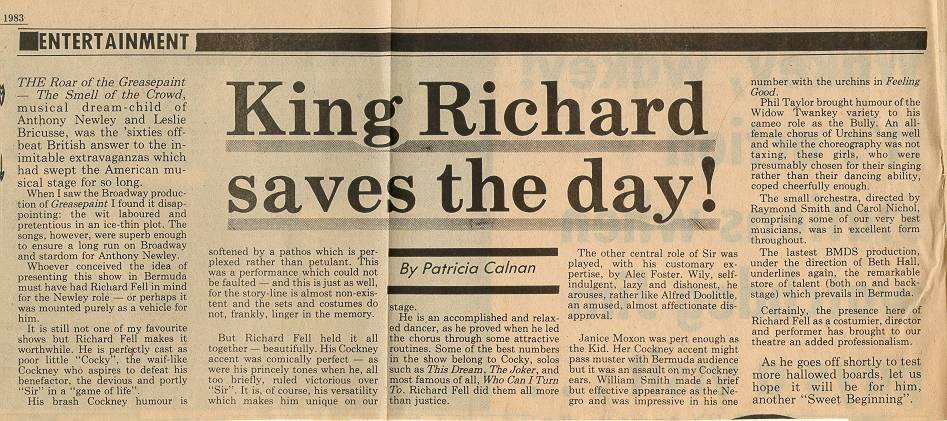 1983
ENTERTAINMENT
King Richard
saves the day!
By Patricia Calnan
THE Roar of the Greasepaint
— The Smell of the Crowd,
musical dream-child of
Anthony Newley and Leslie
Bricusse, was the 'sixties off-
beat British answer to the in-
imitable extravaganzas which
had swept the American mu-
sical stage for so long.
When I saw the Broadway produc-
tion of Greasepaint I found it disap-
pointing: the wit laboured and
pretentious in an ice-thin plot. The
songs, however, were superb enough
to ensure a long run on Broadway
and stardom for Anthony Newley.
Whoever conceived the idea of
presenting this show in Bermuda
must have had Richard Fell in mind
for the Newley role — or perhaps it
was mounted purely as a vehicle for
him.
It is still not one of my favourite
shows but Richard Fell makes it
worthwhile. He is perfectly cast as
poor little "Cocky", the waif-like
Cockney who aspires to defeat his
benefactor, the devious and portly
"Sir" in a "game of life".
His brash Cockney humour is
softened by a pathos which is per-
plexed rather than petulant. This
was a performance which could not
be faulted — and this is just as well,
for the story-line is almost non-exis-
tent and the sets and costumes do
not, frankly, linger in the memory.
But Richard Fell held it all
together — beautifully. His Cockney
accent was comically perfect — as
were his princely tones when he, all
too briefly, ruled victorious over
"Sir". It is, of course, his versatility
which makes him unique on our
stage.
He is an accomplished and relax-
ed dancer, as he proved when he led
the chorus through some attractive
routines. Some of the best numbers
in the show belong to Cocky, solos
such as This Dream, The Joker, and
most famous of all, Who Can I Turn
To. Richard Fell did them all more
than justice.
The other central role of Sir was
played, with his customary ex-
pertise, by Alec Foster. Wily, self-
indulgent, lazy and dishonest, he
arouses, rather like Alfred Doolittle,
an amused, almost affectionate dis-
approval.
Janice Moxon was pert enough as
the Kid. Her Cockney accent might
pass muster with Bermuda audience
but it was an assault on my Cockney
ears. William Smith made a brief
but effective appearance as the Ne-
gro and was impressive in his one
number with the urchins in Feeling
Good.
Phil Taylor brought humour of the
Widow Twankey variety to his
cameo role as the Bully. An all-
female chorus of Urchins sang well
and while the choreography was not
taxing, these girls, who were
presumably chosen for their singing
rather than their dancing ability,
coped cheerfully enough.
The small orchestra, directed by
Raymond Smith and Carol Nichol,
comprising some of our very best
musicians, was in excellent form
throughout.
The lastest BMDS production,
under the direction of Beth Hall,
underlines again, the remarkable
store of talent (both on and back-
stage) which prevails in Bermuda.
Certainly, the presence here of
Richard Fell as a costumier, director
and performer has brought to our
theatre an added professionalism.
As he goes off shortly to test
more hallowed boards, let us
hope it will be for him,
another "Sweet Beginning".